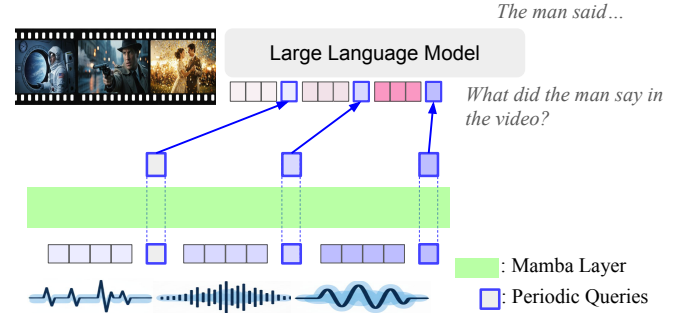 The man said…
Large Language Model
What did the man say in
the video?
: Mamba Layer
: Periodic Queries